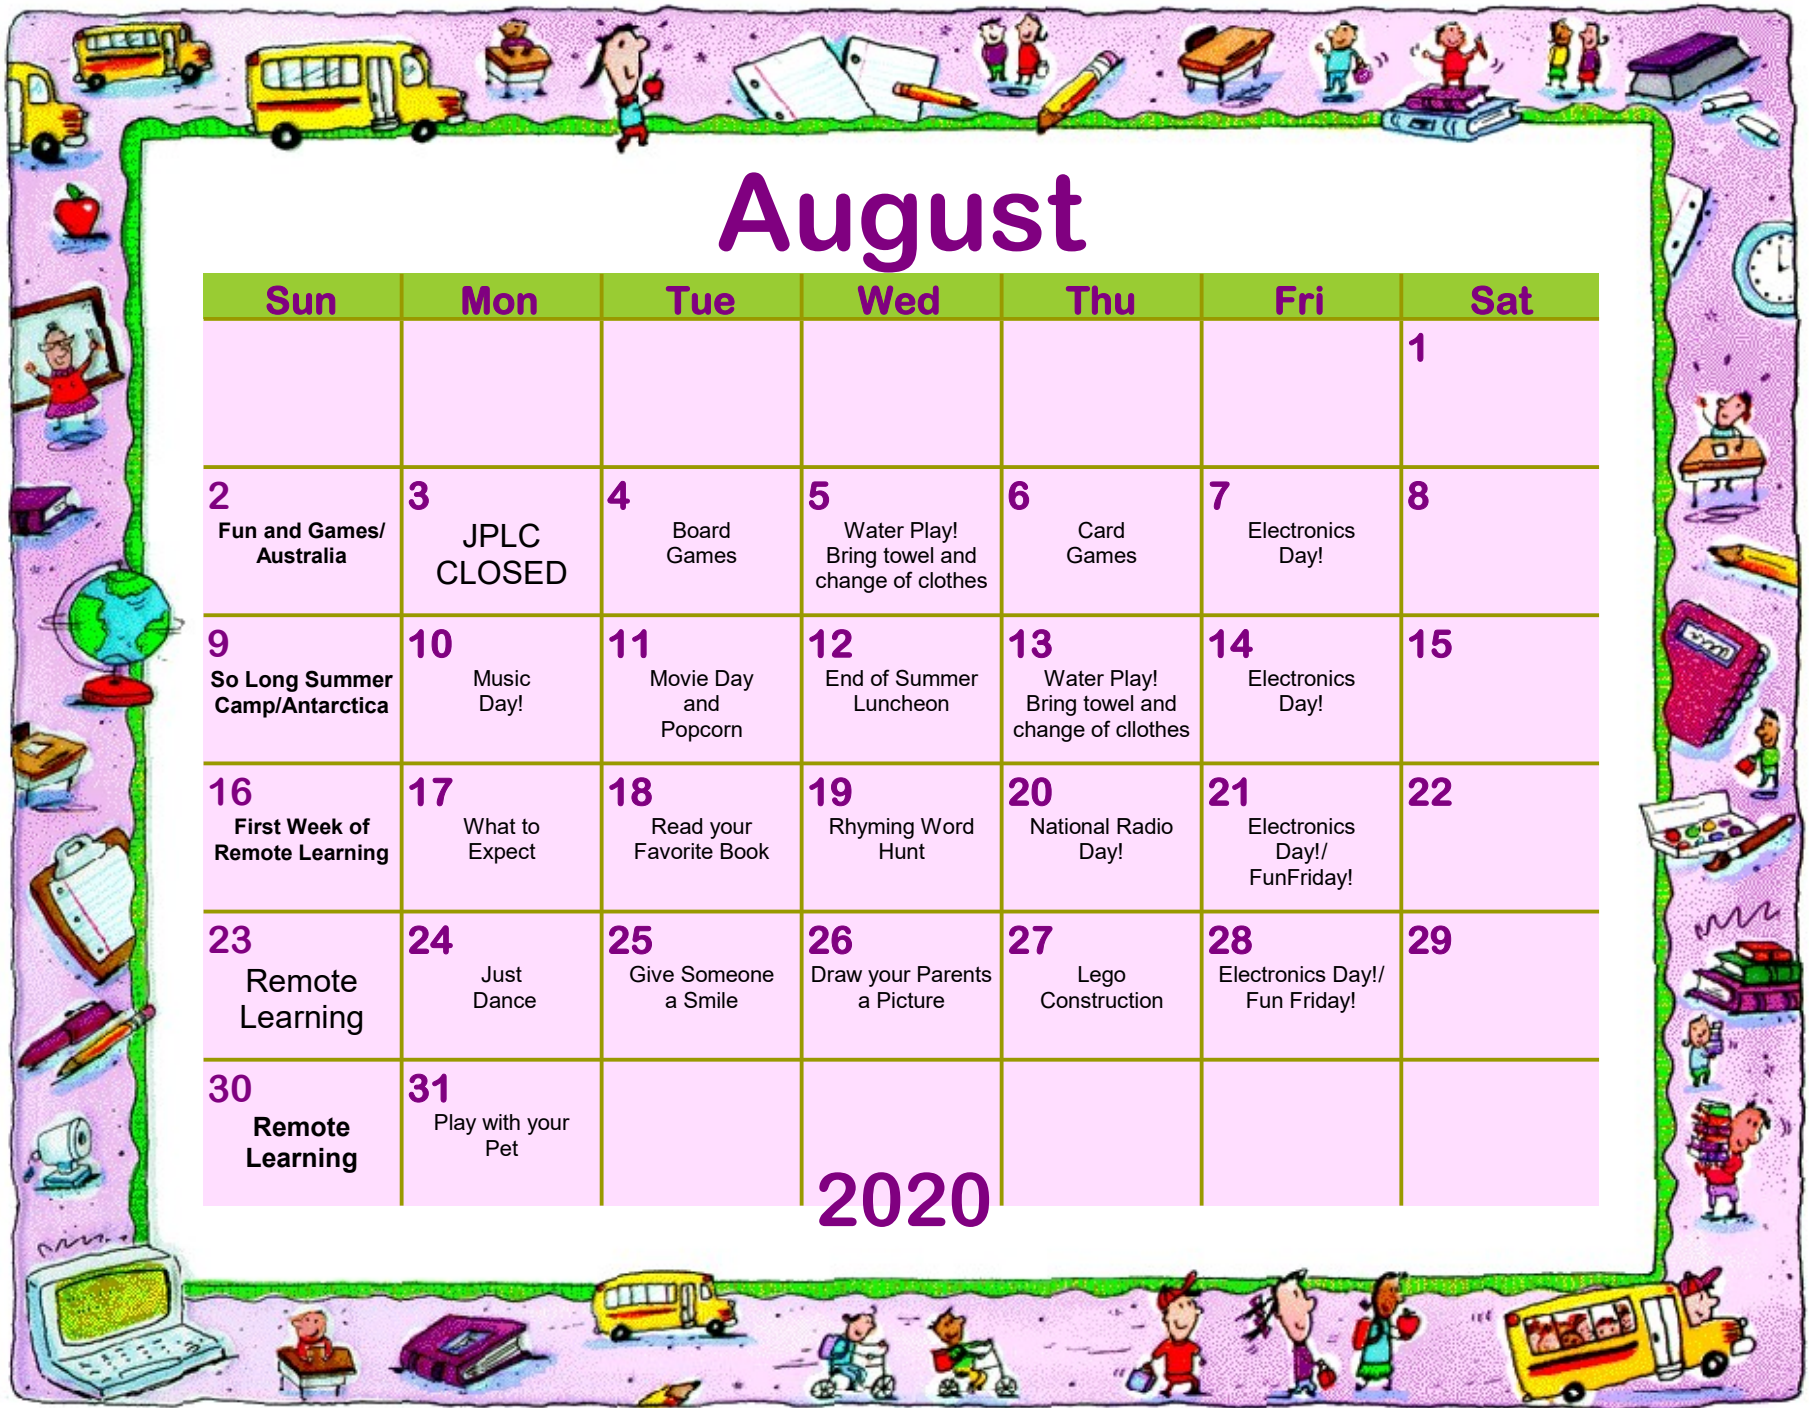 August
Sun Mon Tue Wed Thu Fri Sat
1
2 3 4 5 6 7 8
Fun and Games/
Australia
JPLC
CLOSED
Board
Games
Water Play!
Bring towel and
change of clothes
Card
Games
Electronics
Day!
9 10 11 12 13 14 15
So Long Summer
Camp/Antarctica
Music
Day!
Movie Day
and
Popcorn
End of Summer
Luncheon
Water Play!
Bring towel and
change of cllothes
Electronics
Day!
16 17 18 19 20 21 22
First Week of
Remote Learning
What to
Expect
Read your
Favorite Book
Rhyming Word
Hunt
National Radio
Day!
Electronics
Day!/
FunFriday!
23 24 25 26 27 28 29
Remote
Learning
Just
Dance
Give Someone
a Smile
Draw your Parents
a Picture
Lego
Construction
Electronics Day!/
Fun Friday!
30 31
Remote
Learning
Play with your
Pet
2020